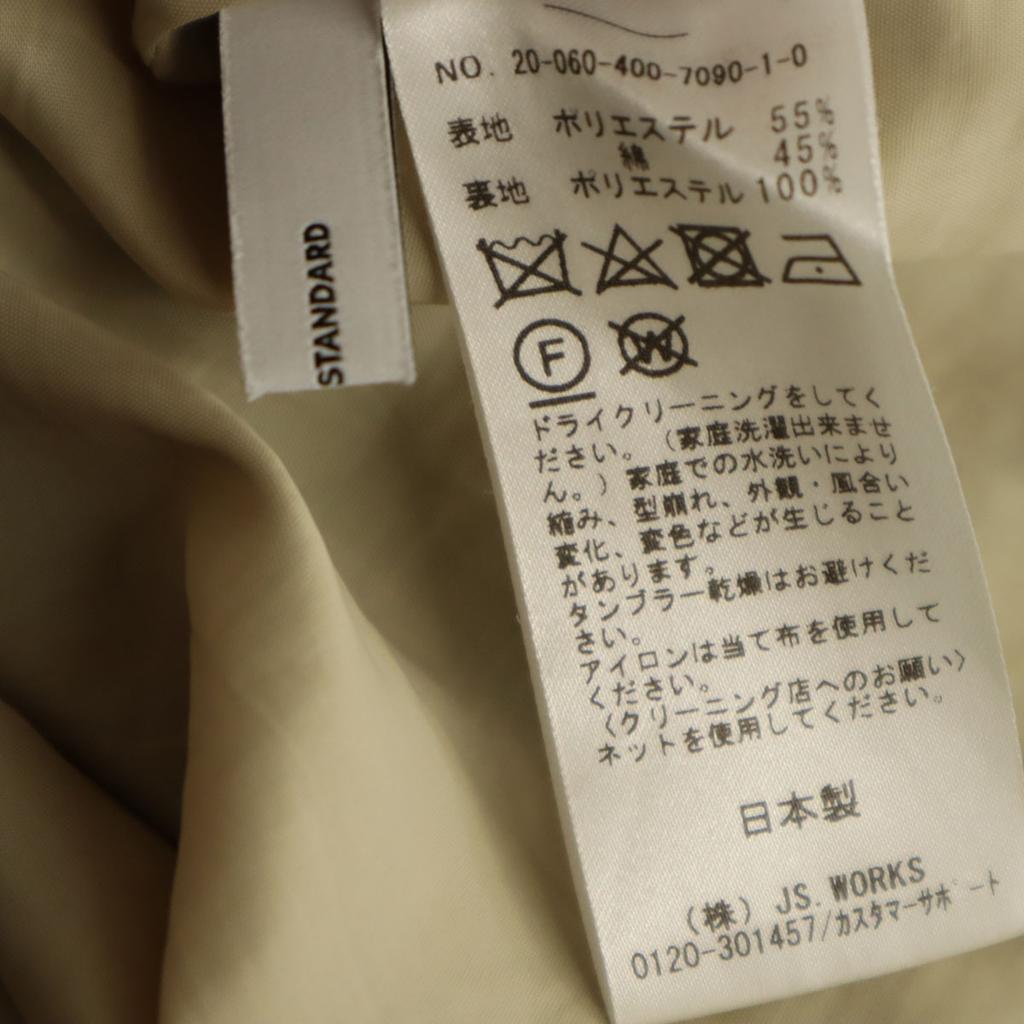 STANDARD
NO. 20-060-400-7090-1-0
表地 ポリエステル 55%
綿 45%
裏地 ポリエステル 100%
F W
ドライクリーニングをしてく
ださい。(家庭洗濯出来ませ
ん。)家庭での水洗いにより
縮み、型崩れ、外観・風合い
変化、変色などが生じること
があります。
タンブラー乾燥はお避けくだ
さい。
アイロンは当て布を使用して
ください。
〈クリーニング店へのお願い〉
ネットを使用してください。
日本製
(株) JS.WORKS
0120-301457/カスタマーサポート